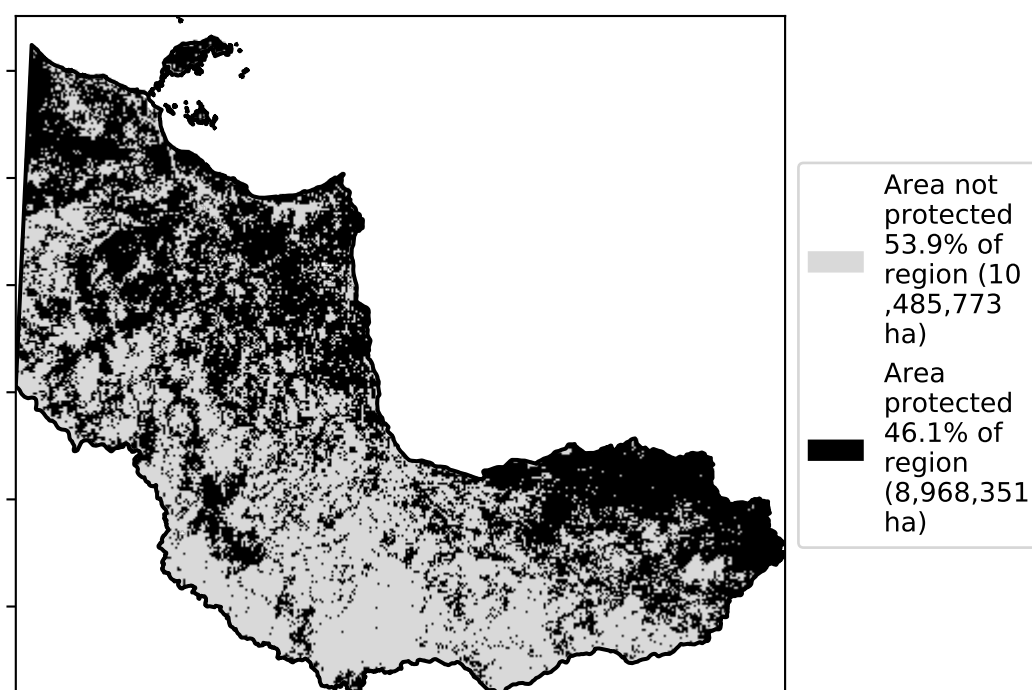 Area not
protected
53.9% of
region (10
,485,773
ha)
Area
protected
46.1% of
region
(8,968,351
ha)